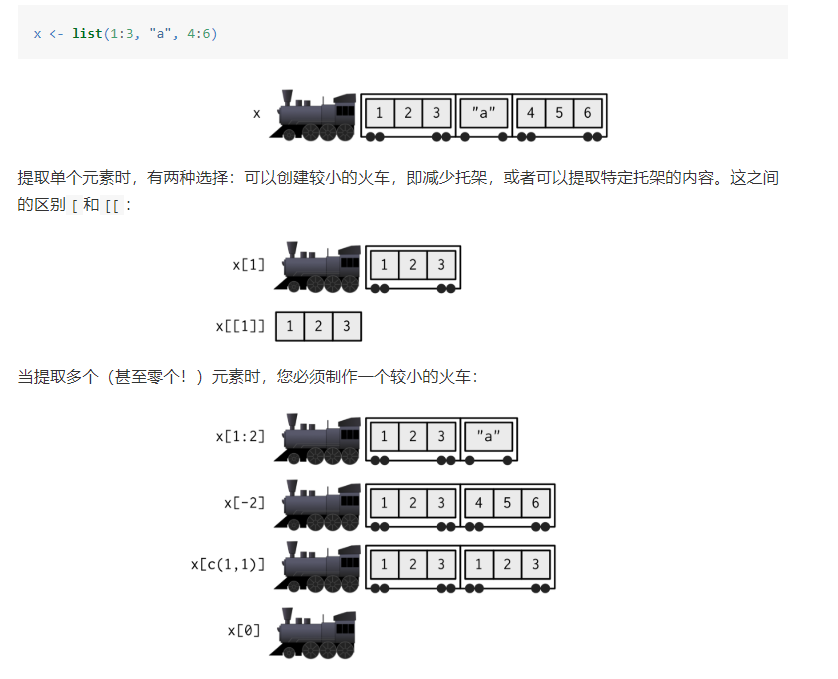 x <- list(1:3, "a", 4:6)
x 1 2 3 "a" 4 5 6
提取单个元素时，有两种选择：可以创建较小的火车，即减少托架，或者可以提取特定托架的内容。这之间
的区别 [ 和 [[ ：
x[1] 1 2 3
x[[1]] 1 2 3
当提取多个（甚至零个！）元素时，您必须制作一个较小的火车：
x[1:2] 1 2 3 "a"
x[-2] 1 2 3 4 5 6
x[c(1,1)] 1 2 3 1 2 3
x[0]